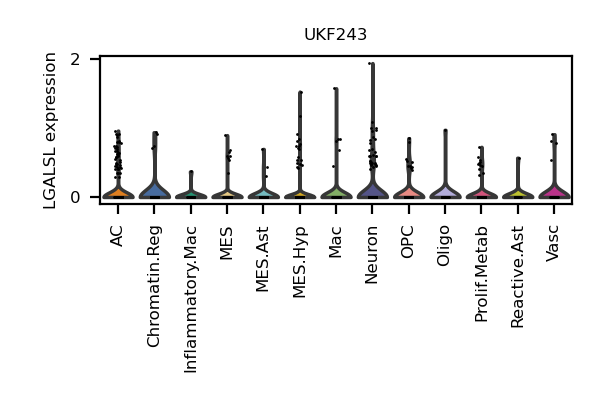 UKF243
LGALSL expression
2
0
AC
Chromatin.Reg
Inflammatory.Mac
MES
MES.Ast
MES.Hyp
Mac
Neuron
OPC
Oligo
Prolif.Metab
Reactive.Ast
Vasc